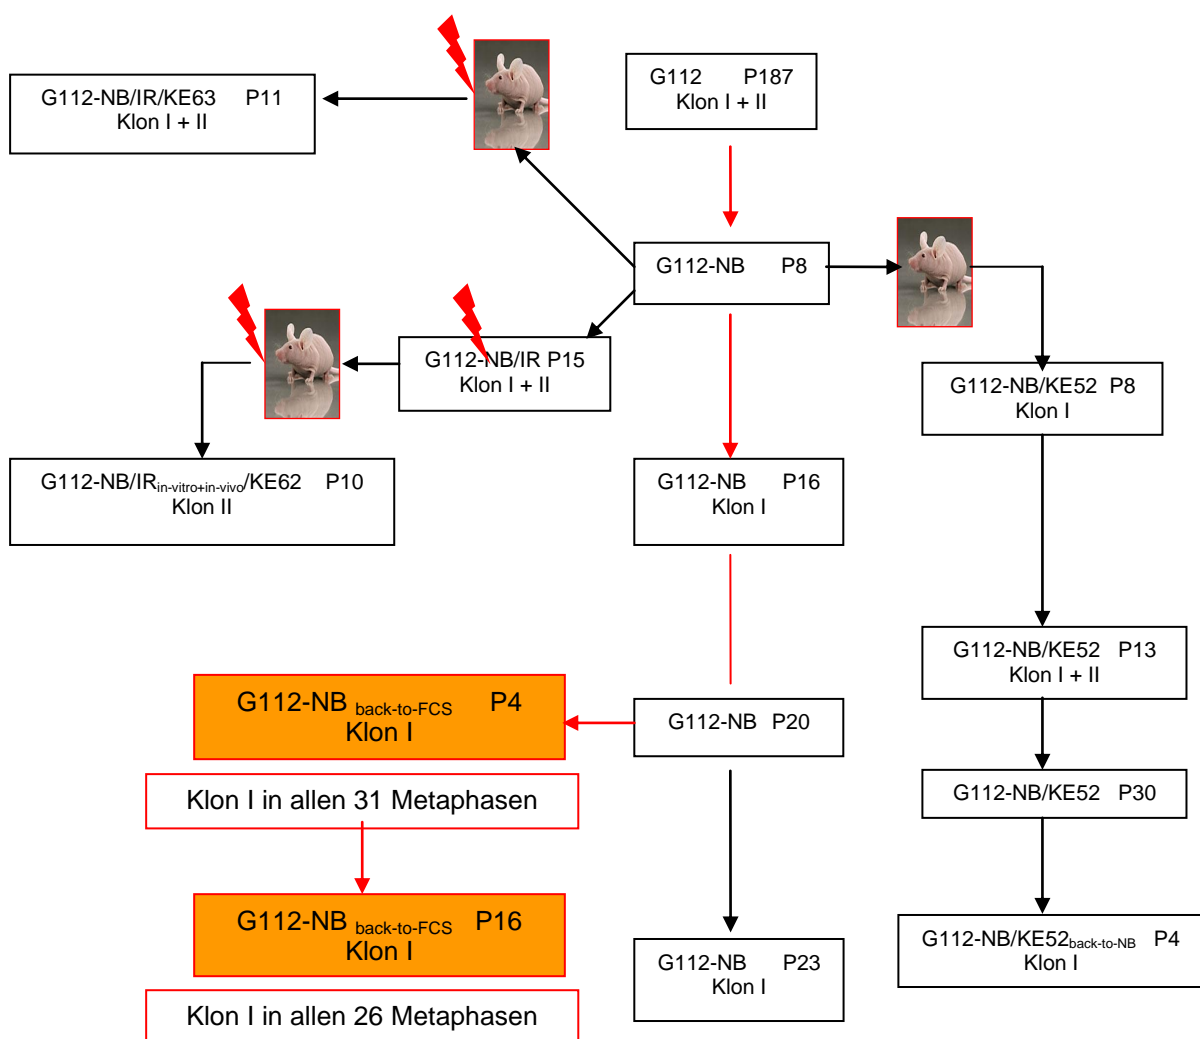 G112 P187
Klon I + II
G112-NB/IR/KE63 P11
Klon I + II
G112-NB P8
G112-NB/IR P15
Klon I + II
G112-NB/KE52 P8
Klon I
G112-NB/IRin-vitro+in-vivo/KE62 P10
Klon II
G112-NB P16
Klon I
G112-NB/KE52 P13
Klon I + II
G112-NB back-to-FCS P4
Klon I
G112-NB P20
Klon I in allen 31 Metaphasen
G112-NB/KE52 P30
G112-NB back-to-FCS P16
Klon I
G112-NB/KE52back-to-NB P4
Klon I
G112-NB P23
Klon I
Klon I in allen 26 Metaphasen